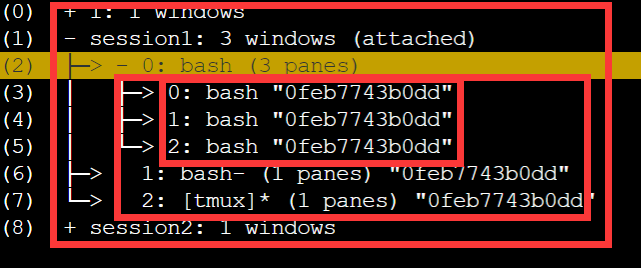 (0) + 1: 1 windows
(1) - session1: 3 windows (attached)
(2) ├─> - 0: bash (3 panes)
(3) │ ├─> 0: bash "0feb7743b0dd"
(4) │ ├─> 1: bash "0feb7743b0dd"
(5) │ └─> 2: bash "0feb7743b0dd"
(6) ├─> 1: bash- (1 panes) "0feb7743b0dd"
(7) └─> 2: [tmux]* (1 panes) "0feb7743b0dd"
(8) + session2: 1 windows